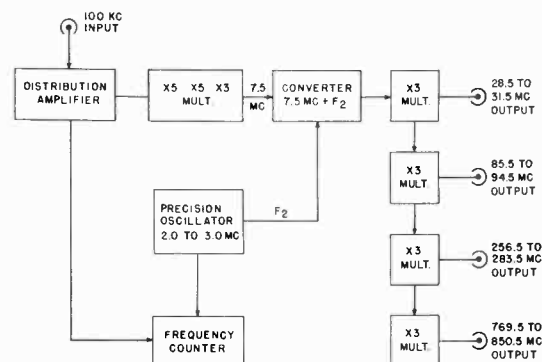 100 KC
INPUT
DISTRIBUTION
AMPLIFIER
X5 X5 X3
MULT.
7.5
MC
CONVERTER
7.5 MC + F2
X3
MULT.
28.5 TO
31.5 MC
OUTPUT
X3
MULT.
85.5 TO
94.5 MC
OUTPUT
PRECISION
OSCILLATOR
2.0 TO 3.0 MC
F2
X3
MULT.
256.5 TO
283.5 MC
OUTPUT
FREQUENCY
COUNTER
X3
MULT.
769.5 TO
850.5 MC
OUTPUT